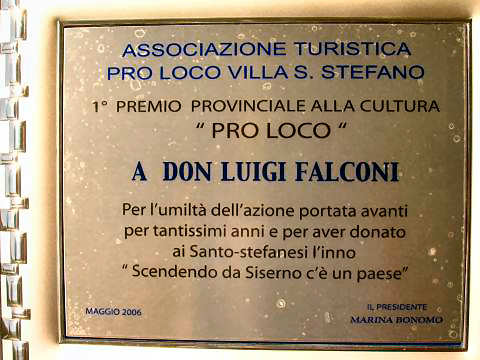 ASSOCIAZIONE TURISTICA
PRO LOCO VILLA S. STEFANO
1° PREMIO PROVINCIALE ALLA CULTURA
“ PRO LOCO “
A DON LUIGI FALCONI
Per l'umiltà dell'azione portata avanti
per tantissimi anni e per aver donato
ai Santo-stefanesi l'inno
“ Scendendo da Siserno c'è un paese”
MAGGIO 2006
IL PRESIDENTE
MARINA BONOMO